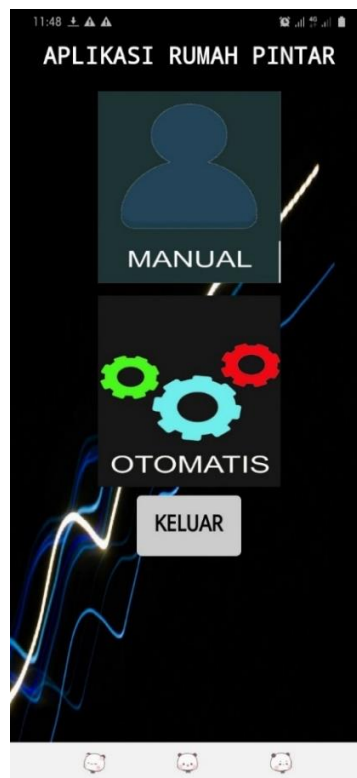 11:48
APLIKASI RUMAH PINTAR
MANUAL
OTOMATIS
KELUAR